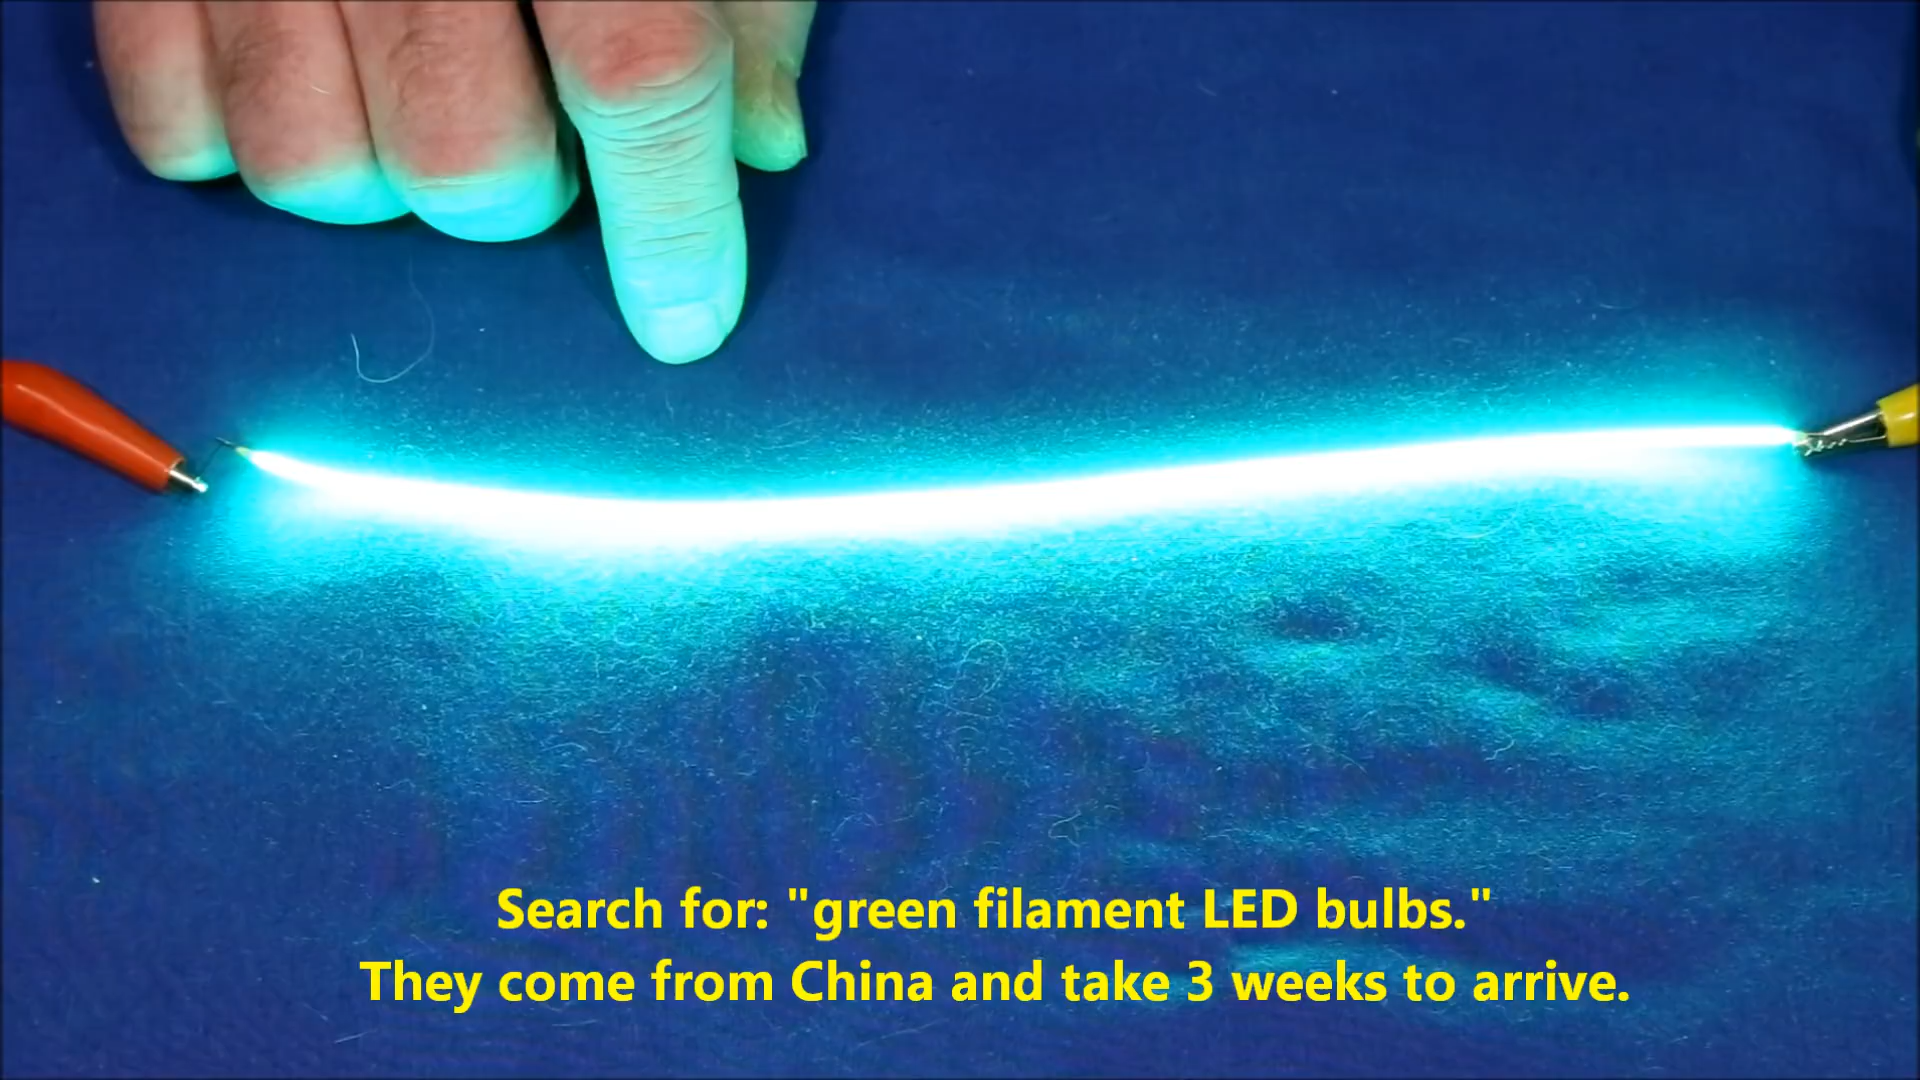 Search for: "green filament LED bulbs."
They come from China and take 3 weeks to arrive.